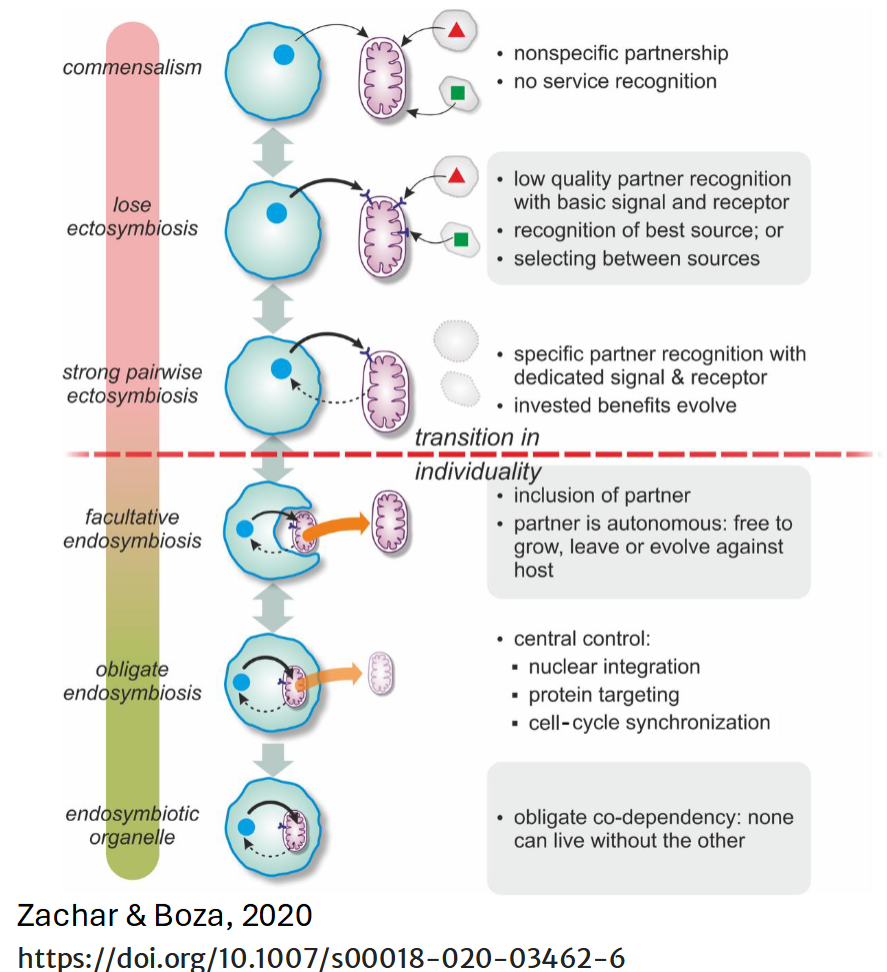 commensalism
• nonspecific partnership
• no service recognition
lose
ectosymbiosis
• low quality partner recognition
with basic signal and receptor
• recognition of best source; or
• selecting between sources
strong pairwise
ectosymbiosis
• specific partner recognition with
dedicated signal & receptor
• invested benefits evolve
transition in
individuality
facultative
endosymbiosis
• inclusion of partner
• partner is autonomous: free to
grow, leave or evolve against
host
obligate
endosymbiosis
• central control:
▪ nuclear integration
▪ protein targeting
▪ cell-cycle synchronization
endosymbiotic
organelle
• obligate co-dependency: none
can live without the other
Zachar & Boza, 2020
https://doi.org/10.1007/s00018-020-03462-6